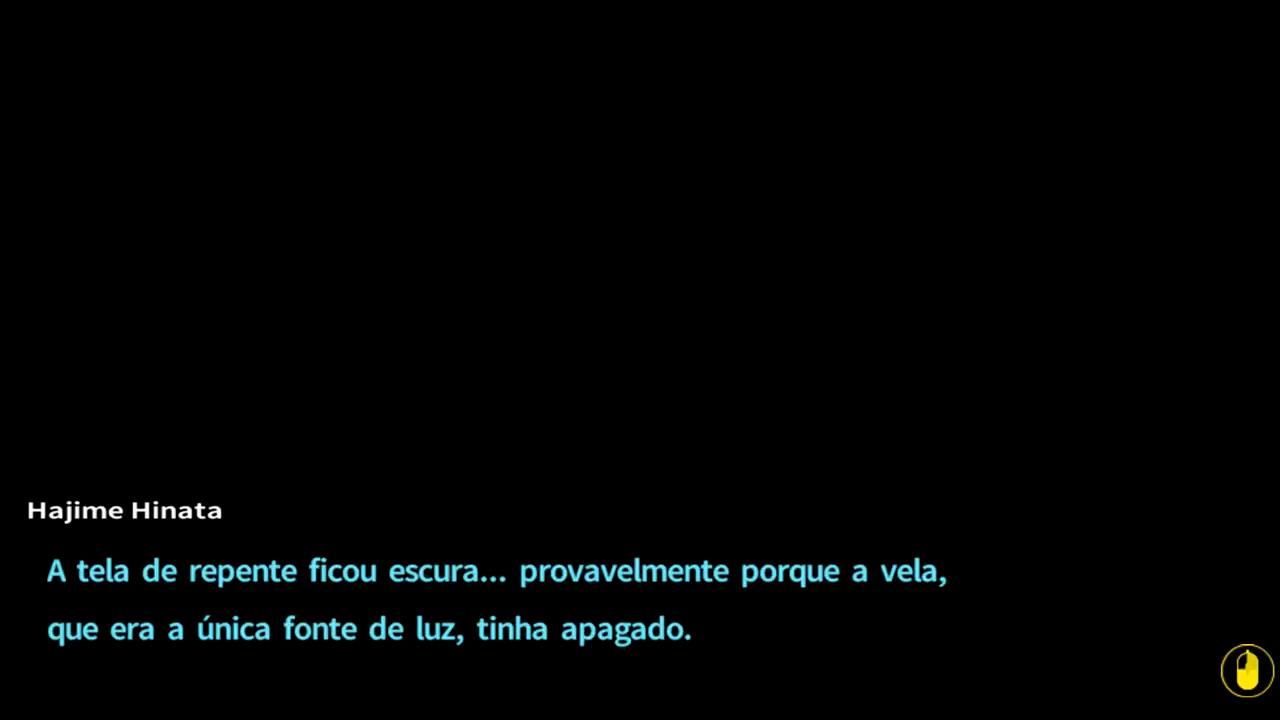 Hajime Hinata
A tela de repente ficou escura... provavelmente porque a vela,
que era a única fonte de luz, tinha apagado.